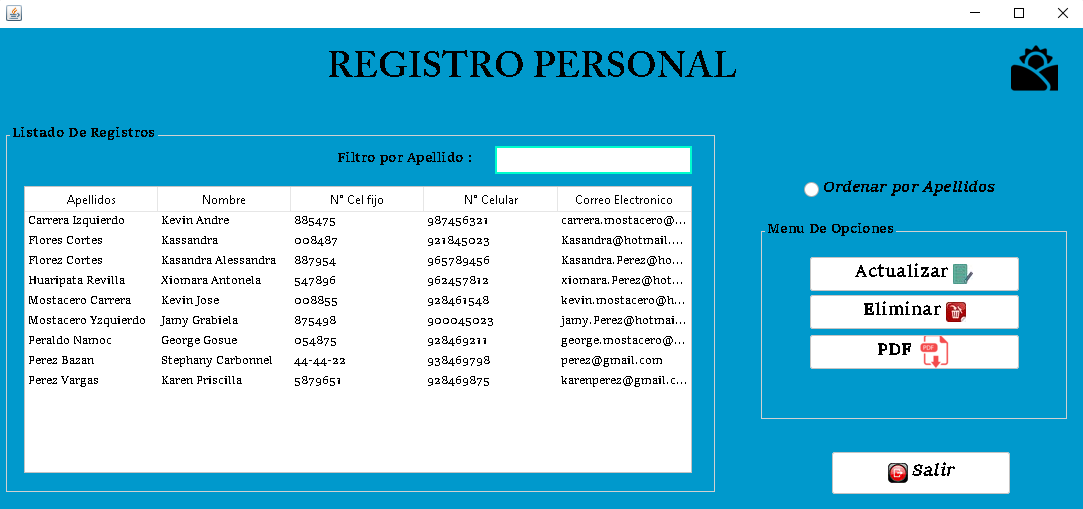 REGISTRO PERSONAL
Listado De Registros
Filtro por Apellido :
Apellidos Nombre N° Cel fijo N° Celular Correo Electronico
Carrera Izquierdo Kevin Andre 885475 987456321 carrera.mostacero@...
Flores Cortes Kassandra 008487 921845023 Kasandra@hotmail....
Florez Cortes Kasandra Alessandra 887954 965789456 Kasandra.Perez@ho...
Huaripata Revilla Xiomara Antonela 547896 962457812 xiomara.Perez@hot...
Mostacero Carrera Kevin Jose 008855 928461548 kevin.mostacero@h...
Mostacero Yzquierdo Jamy Grabiela 875498 900045023 jamy.Perez@hotmai...
Peraldo Namoc George Gosue 054875 928469211 george.mostacero@...
Perez Bazan Stephany Carbonnel 44-44-22 938469798 perez@gmail.com
Perez Vargas Karen Priscilla 5879651 928469875 karenperez@gmail.c...
Ordenar por Apellidos
Menu De Opciones
Actualizar
Eliminar
PDF PDF
Salir